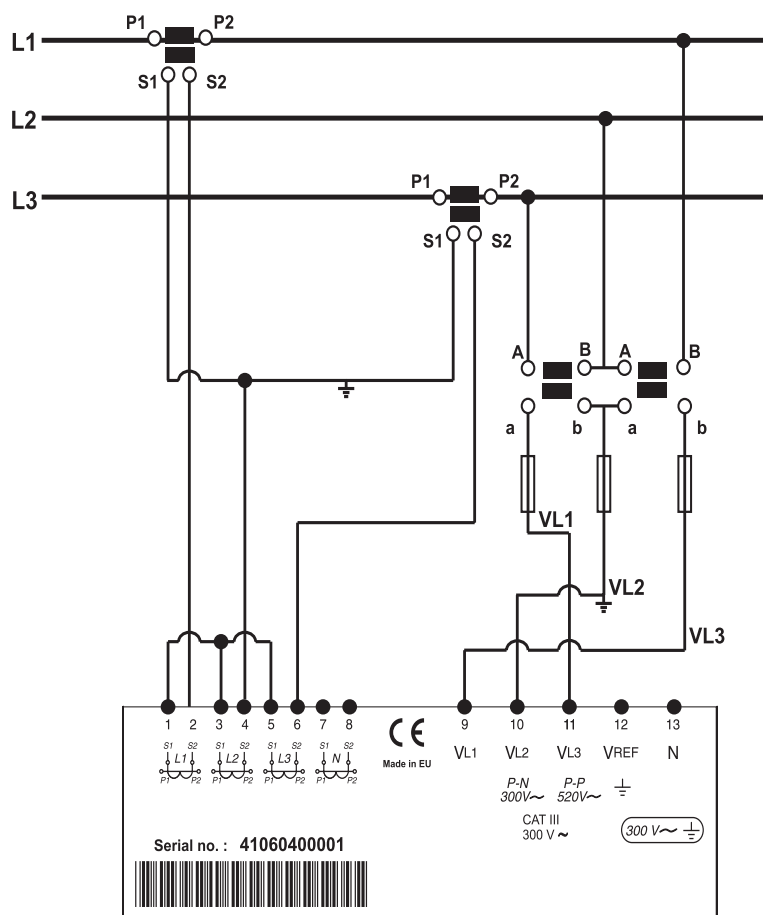 P1 P2
L1
S1 S2
L2
P1 P2
L3
S1 S2
A B A B
a b a b
VL1
VL2
VL3
1 2 3 4 5 6 7 8 9 10 11 12 13
S1 S2 S1 S2 S1 S2 S1 S2
L1 L2 L3 N
P1 P2 P1 P2 P1 P2 P1 P2
CE
Made in EU
VL1 VL2 VL3 VREF N
P-N P-P
300V~ 520V~
CAT III
300 V ~
300 V~
Serial no. : 41060400001